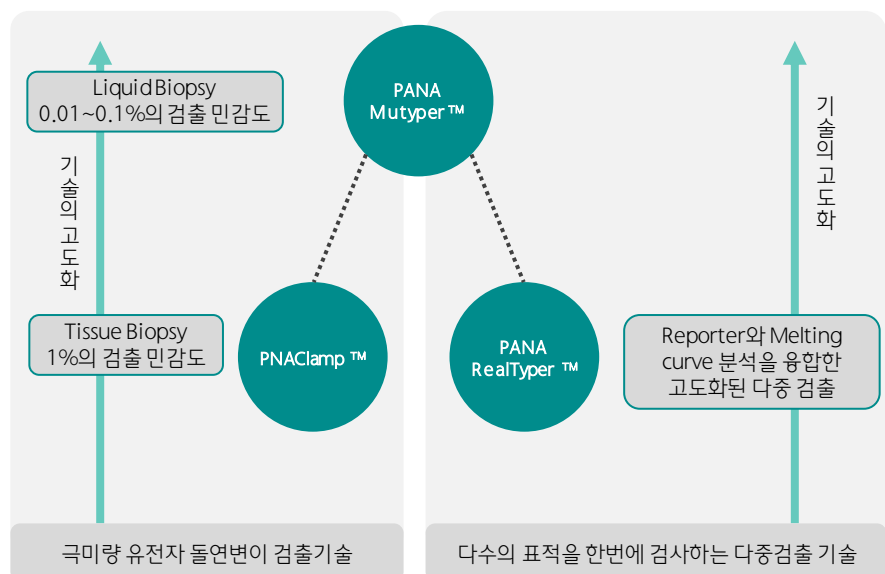 Liquid Biopsy
0.01~0.1%의 검출 민감도
기술의 고도화
Tissue Biopsy
1%의 검출 민감도
극미량 유전자 돌연변이 검출기술
PANA
Mutyper™
PNAClamp ™
PANA
RealTyper ™
기술의 고도화
Reporter와 Melting
curve 분석을 융합한
고도화된 다중 검출
다수의 표적을 한번에 검사하는 다중검출 기술